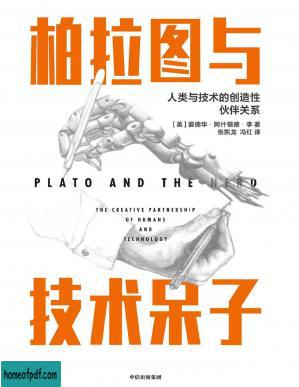 柏拉图与
人类与技术的创造性
伙伴关系
[美] 爱德华·阿什福德·李 著
张凯龙 冯红 译
PLATO AND THE NERD
THE CREATIVE PARTNERSHIP
OF HUMANS
AND
TECHNOLOGY
技术呆子
中信出版集团
homeofpdf.com